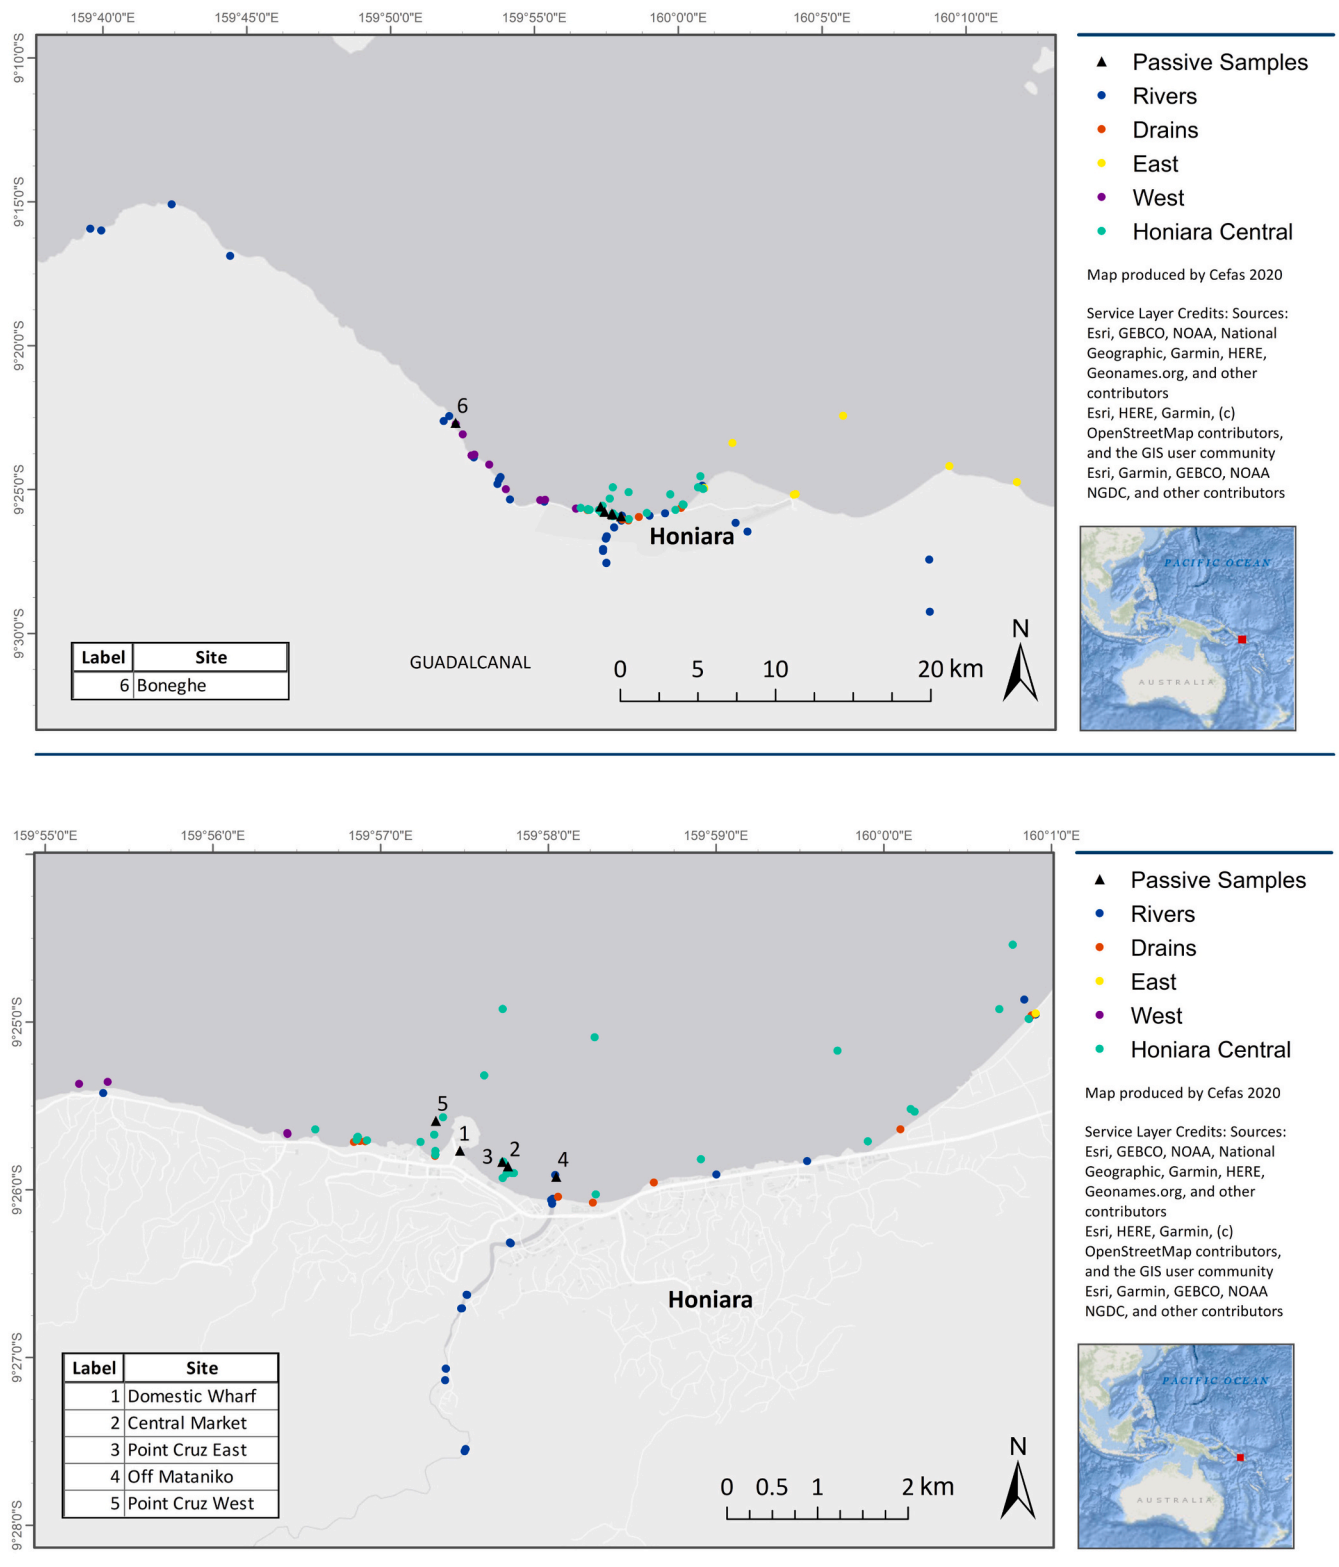 159°40'0"E 159°45'0"E 159°50'0"E 159°55'0"E 160°0'0"E 160°5'0"E 160°10'0"E
9°10'0"S
9°15'0"S
9°20'0"S
9°25'0"S
9°30'0"S
6
Honiara
GUADALCANAL
Label Site
6 Boneghe
0 5 10 20 km
N
Passive Samples
Rivers
Drains
East
West
Honiara Central
Map produced by Cefas 2020
Service Layer Credits: Sources:
Esri, GEBCO, NOAA, National
Geographic, Garmin, HERE,
Geonames.org, and other
contributors
Esri, HERE, Garmin, (c)
OpenStreetMap contributors,
and the GIS user community
Esri, Garmin, GEBCO, NOAA
NGDC, and other contributors
PACIFIC OCEAN
AUSTRALIA
159°55'0"E 159°56'0"E 159°57'0"E 159°58'0"E 159°59'0"E 160°0'0"E 160°1'0"E
9°25'0"S
9°26'0"S
9°27'0"S
9°28'0"S
5
1
3 2
4
Honiara
Label Site
1 Domestic Wharf
2 Central Market
3 Point Cruz East
4 Off Mataniko
5 Point Cruz West
0 0.5 1 2 km
N
Passive Samples
Rivers
Drains
East
West
Honiara Central
Map produced by Cefas 2020
Service Layer Credits: Sources:
Esri, GEBCO, NOAA, National
Geographic, Garmin, HERE,
Geonames.org, and other
contributors
Esri, HERE, Garmin, (c)
OpenStreetMap contributors,
and the GIS user community
Esri, Garmin, GEBCO, NOAA
NGDC, and other contributors
PACIFIC OCEAN
AUSTRALIA